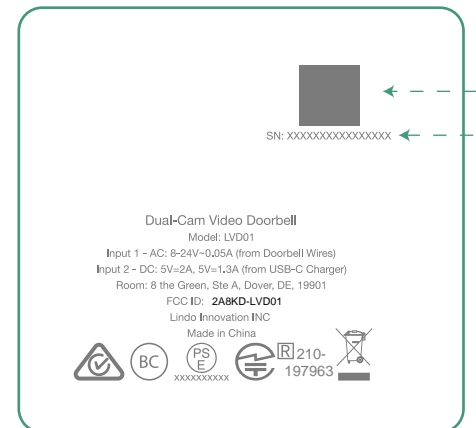 SN: XXXXXXXXXXXXXXXX
Dual-Cam Video Doorbell
Model: LVD01
Input 1 - AC: 8-24V~0.05A (from Doorbell Wires)
Input 2 - DC: 5V=2A, 5V=1.3A (from USB-C Charger)
Room: 8 the Green, Ste A, Dover, DE, 19901
FCC ID: 2A8KD-LVD01
Lindo Innovation INC
Made in China
BC
PS
E
XXXXXXXXXX
R 210-
197963